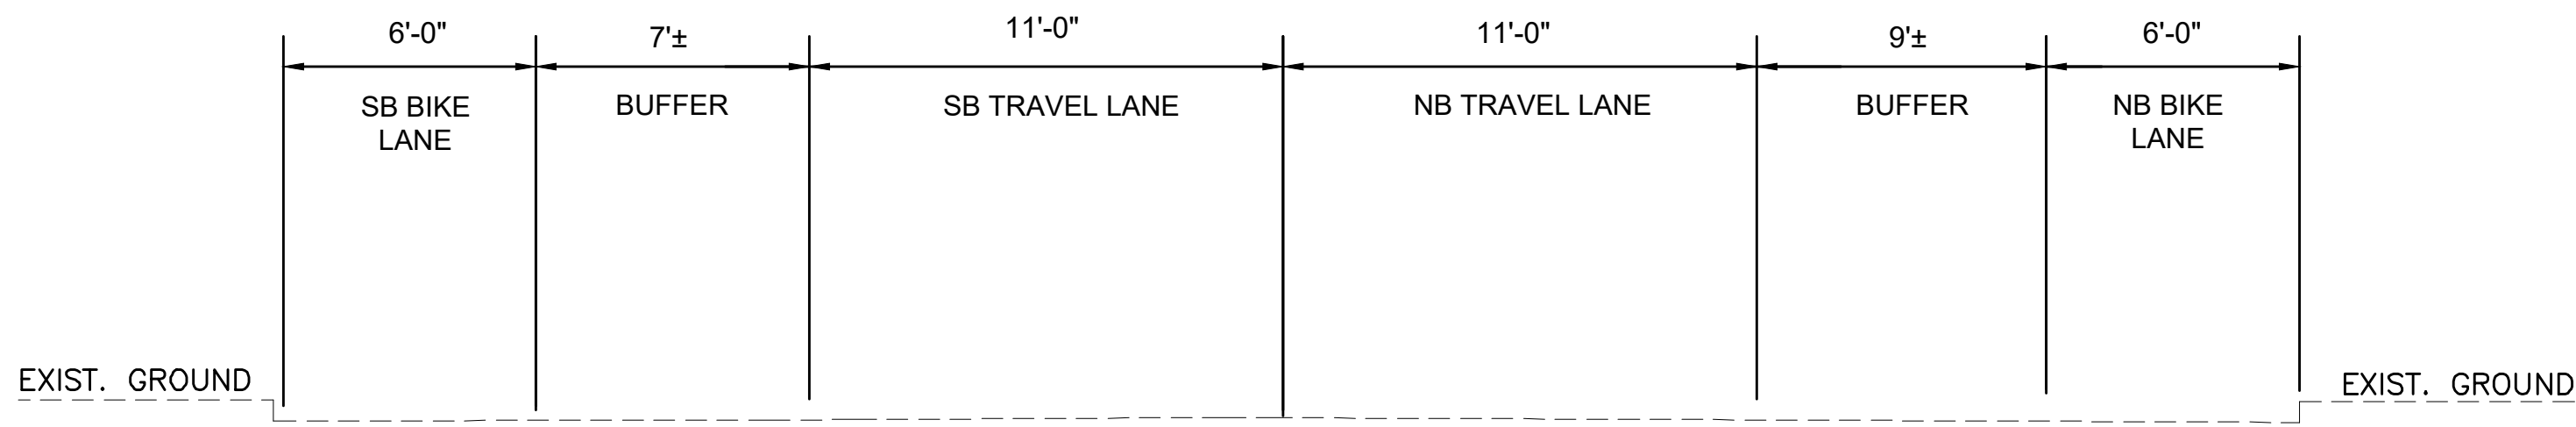 6'-0"
7'±
11'-0"
11'-0"
9'±
6'-0"
SB BIKE
LANE
BUFFER
SB TRAVEL LANE
NB TRAVEL LANE
BUFFER
NB BIKE
LANE
EXIST. GROUND
EXIST. GROUND